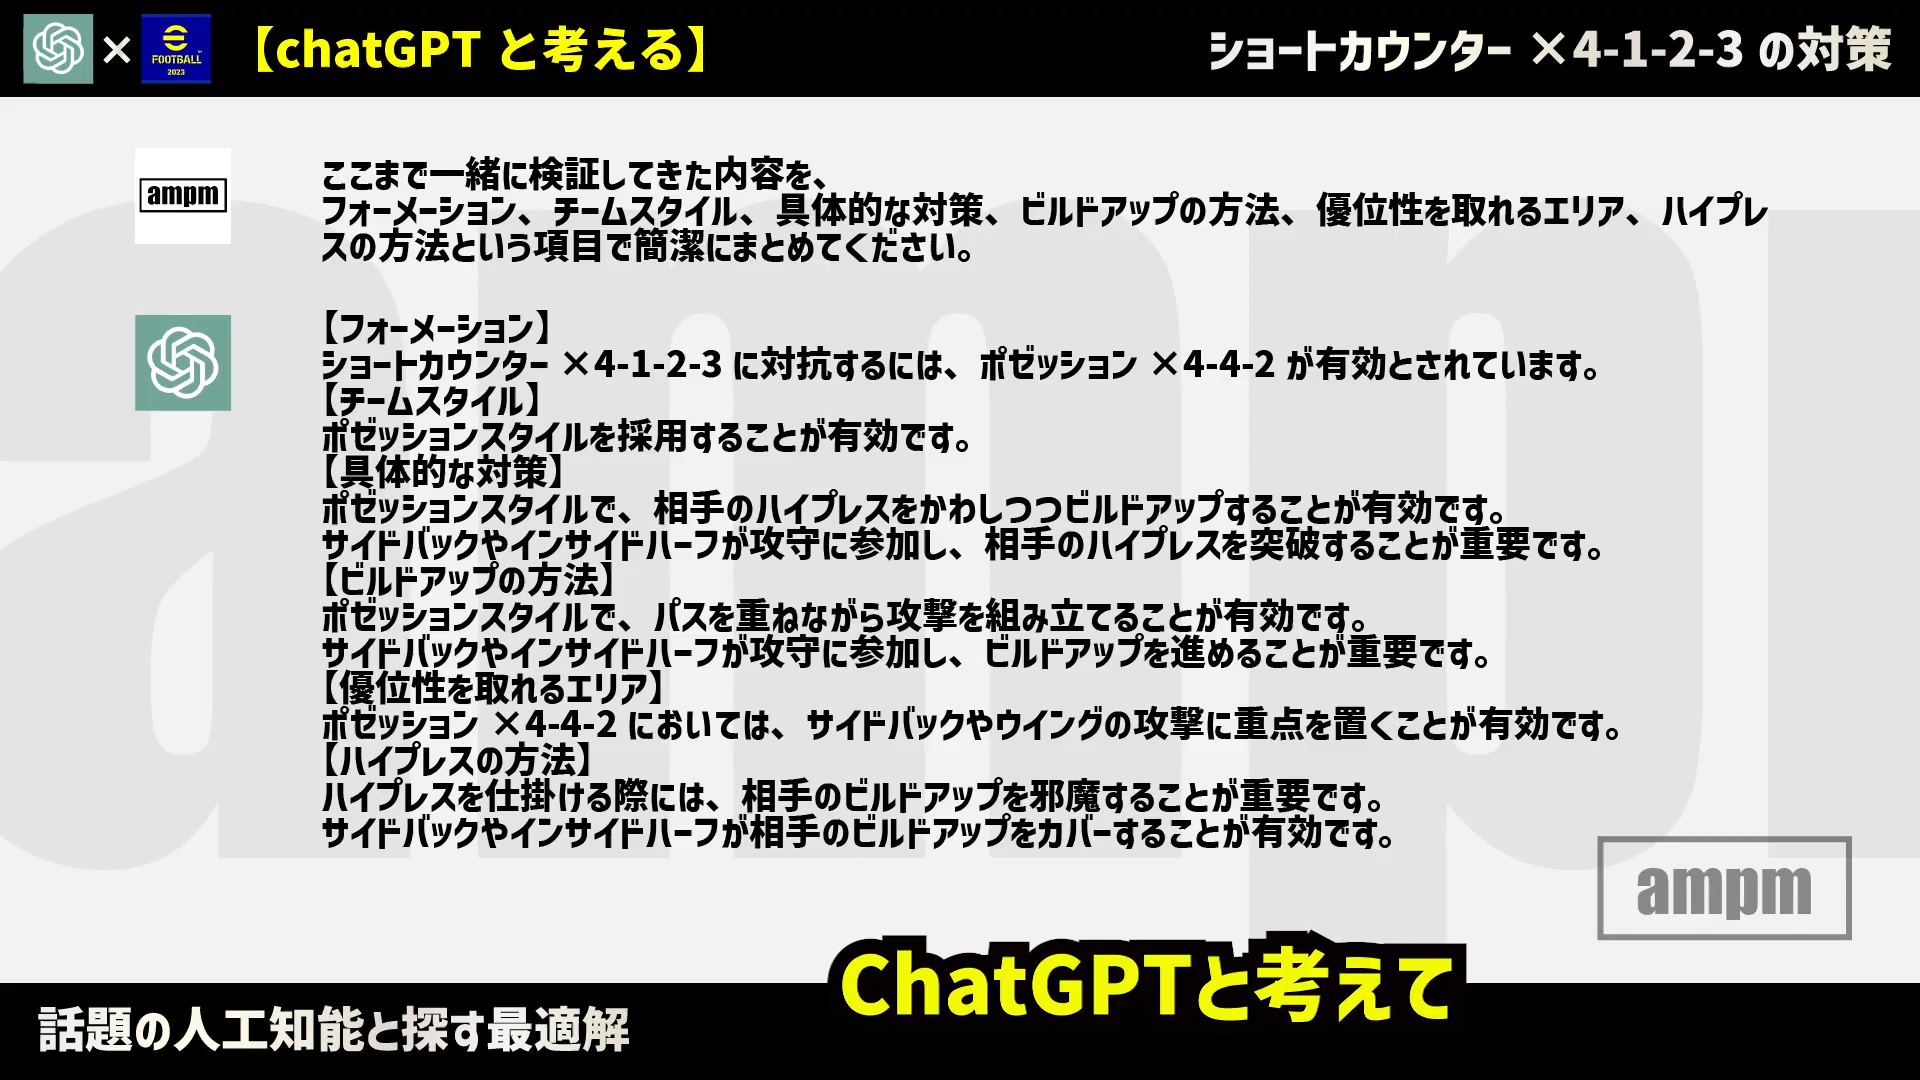 FOOTBALL
2023
【chatGPT と考える】
ショートカウンター ×4-1-2-3 の対策
ampm
ここまで一緒に検証してきた内容を、
フォーメーション、チームスタイル、具体的な対策、ビルドアップの方法、優位性を取れるエリア、ハイプレ
スの方法という項目で簡潔にまとめてください。
【フォーメーション】
ショートカウンター ×4-1-2-3 に対抗するには、ポゼッション ×4-4-2 が有効とされています。
【チームスタイル】
ポゼッションスタイルを採用することが有効です。
【具体的な対策】
ポゼッションスタイルで、相手のハイプレスをかわしつつビルドアップすることが有効です。
サイドバックやインサイドハーフが攻守に参加し、相手のハイプレスを突破することが重要です。
【ビルドアップの方法】
ポゼッションスタイルで、パスを重ねながら攻撃を組み立てることが有効です。
サイドバックやインサイドハーフが攻守に参加し、ビルドアップを進めることが重要です。
【優位性を取れるエリア】
ポゼッション ×4-4-2 においては、サイドバックやウイングの攻撃に重点を置くことが有効です。
【ハイプレスの方法】
ハイプレスを仕掛ける際には、相手のビルドアップを邪魔することが重要です。
サイドバックやインサイドハーフが相手のビルドアップをカバーすることが有効です。
ampm
ampm
ChatGPTと考えて
話題の人工知能と探す最適解